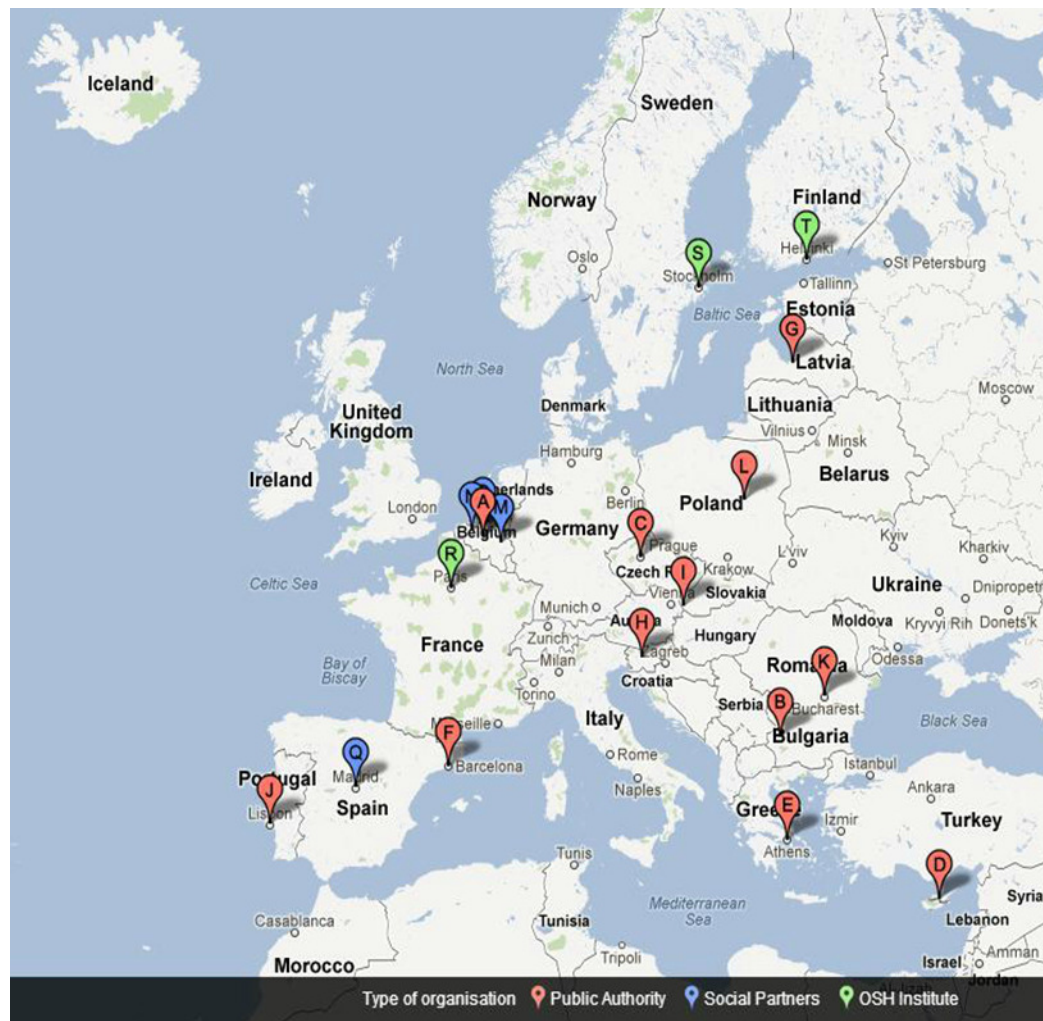 Iceland
Sweden
Norway
Finland
T
Helsinki
Oslo
S
Stockholm
St Petersburg
Tallinn
Baltic Sea
Estonia
G
Latvia
North Sea
Moscow
Denmark
Lithuania
United
Kingdom
Vilnius
Minsk
Hamburg
Ireland
L
Belarus
A
M
London
Berlin
Poland
Belgium
Germany
C
Kyiv
Prague
L'viv
Kharkiv
R
Paris
Krakow
Czech
I
Celtic Sea
Ukraine
Vienna
Slovakia
Dnipropetr
Munich
H
Moldova
Kryvyi Rih
Donets'k
Zurich
Hungary
France
Zagreb
Odessa
Milan
K
Romania
Bay of
Biscay
Croatia
Torino
Serbia
B
Bucharest
Italy
Black Sea
F
Marseille
Bulgaria
Q
Rome
Istanbul
Barcelona
Portugal
Madrid
Naples
Ankara
J
Spain
Greece
E
Lisbon
Izmir
Turkey
Athens
Tunis
D
Mediterranean
Sea
Syria
Casablanca
Tunisia
Lebanon
Tripoli
Amman
Israel
Morocco
Jordan
Type of organisation Public Authority Social Partners OSH Institute